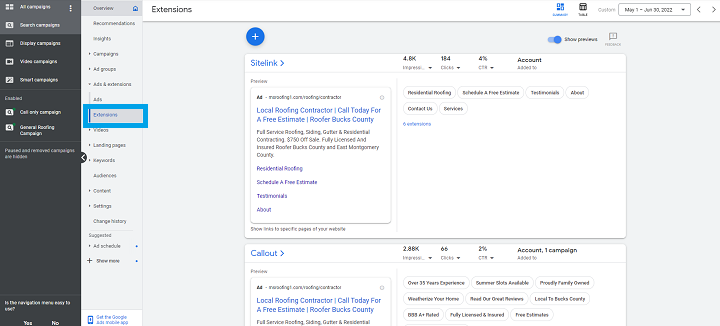 All campaigns
Search campaigns
Display campaigns
Video campaigns
Smart campaigns
Enabled
Call only campaign
General Roofing
Campaign
Paused and removed campaigns
are hidden
Is the navigation menu easy to
use?
Yes No
Overview
Recommendations
Insights
Campaigns
Ad groups
Ads & extensions
Ads
Extensions
Videos
Landing pages
Keywords
Audiences
Content
Settings
Change history
Suggested
Ad schedule
Show more
Get the Google
Ads mobile app
Extensions
SUMMARY TABLE
Custom May 1 – Jun 30, 2022
Show previews
FEEDBACK
Sitelink
4.8K 184 4% Account
Impressi... Clicks CTR Added to
Preview
Ad • mxroofing1.com/roofing/contractor
Local Roofing Contractor | Call Today For
A Free Estimate | Roofer Bucks County
Full Service Roofing, Siding, Gutter & Residential
Contracting. $750 Off Sale. Fully Licensed And
Insured Roofer Bucks County and East Montgomery
County.
Residential Roofing
Schedule A Free Estimate
Testimonials
About
Show links to specific pages of your website
Residential Roofing Schedule A Free Estimate Testimonials About
Contact Us Services
6 extensions
Callout
2.88K 66 2% Account, 1 campaign
Impressi... Clicks CTR Added to
Preview
Ad • mxroofing1.com/roofing/contractor
Local Roofing Contractor | Call Today For
A Free Estimate | Roofer Bucks County
Full Service Roofing, Siding, Gutter & Residential
Over 35 Years Experience Summer Slots Available Proudly Family Owned
Weatherize Your Home Read Our Great Reviews Local To Bucks County
BBB A+ Rated Fully Licensed & Insured Free Estimates